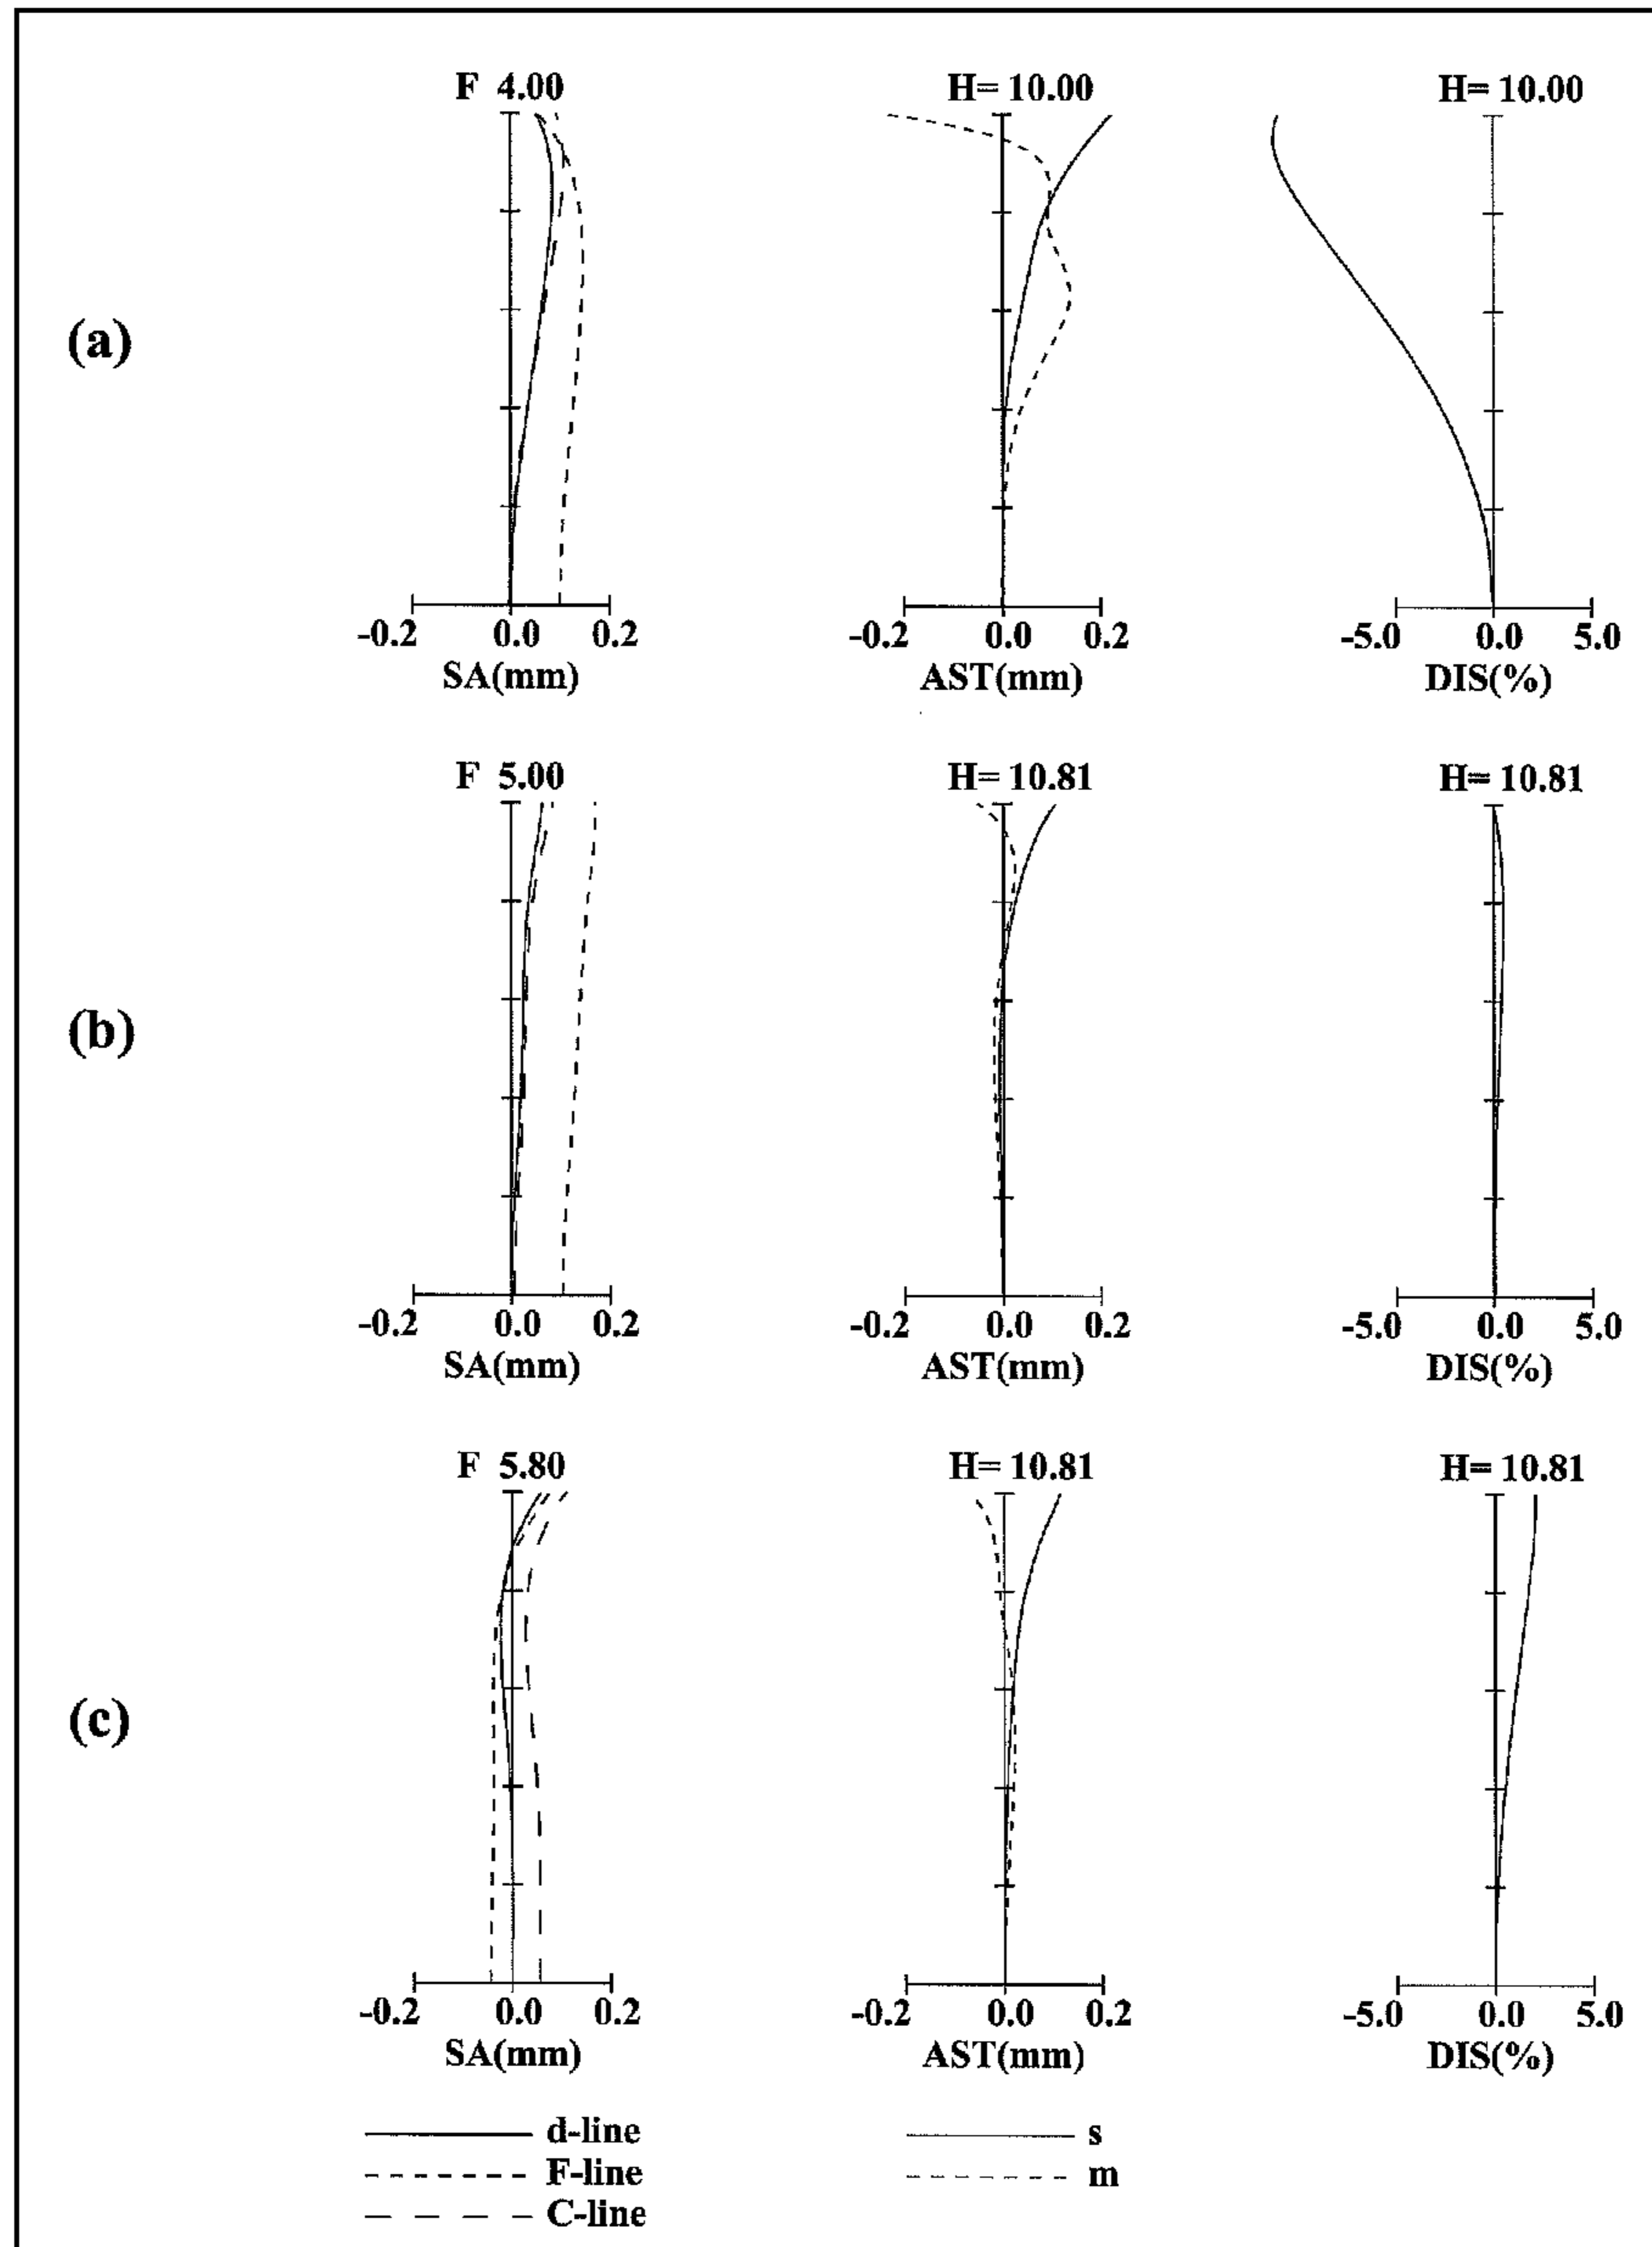 F 4.00 H= 10.00 H= 10.00
(a)
-0.2 0.0 0.2 -0.2 0.0 0.2 -5.0 0.0 5.0
SA(mm) AST(mm) DIS(%)
F 5.00 H= 10.81 H= 10.81
(b)
-0.2 0.0 0.2 -0.2 0.0 0.2 -5.0 0.0 5.0
SA(mm) AST(mm) DIS(%)
F 5.80 H= 10.81 H= 10.81
(c)
-0.2 0.0 0.2 -0.2 0.0 0.2 -5.0 0.0 5.0
SA(mm) AST(mm) DIS(%)
d-line s
F-line m
C-line